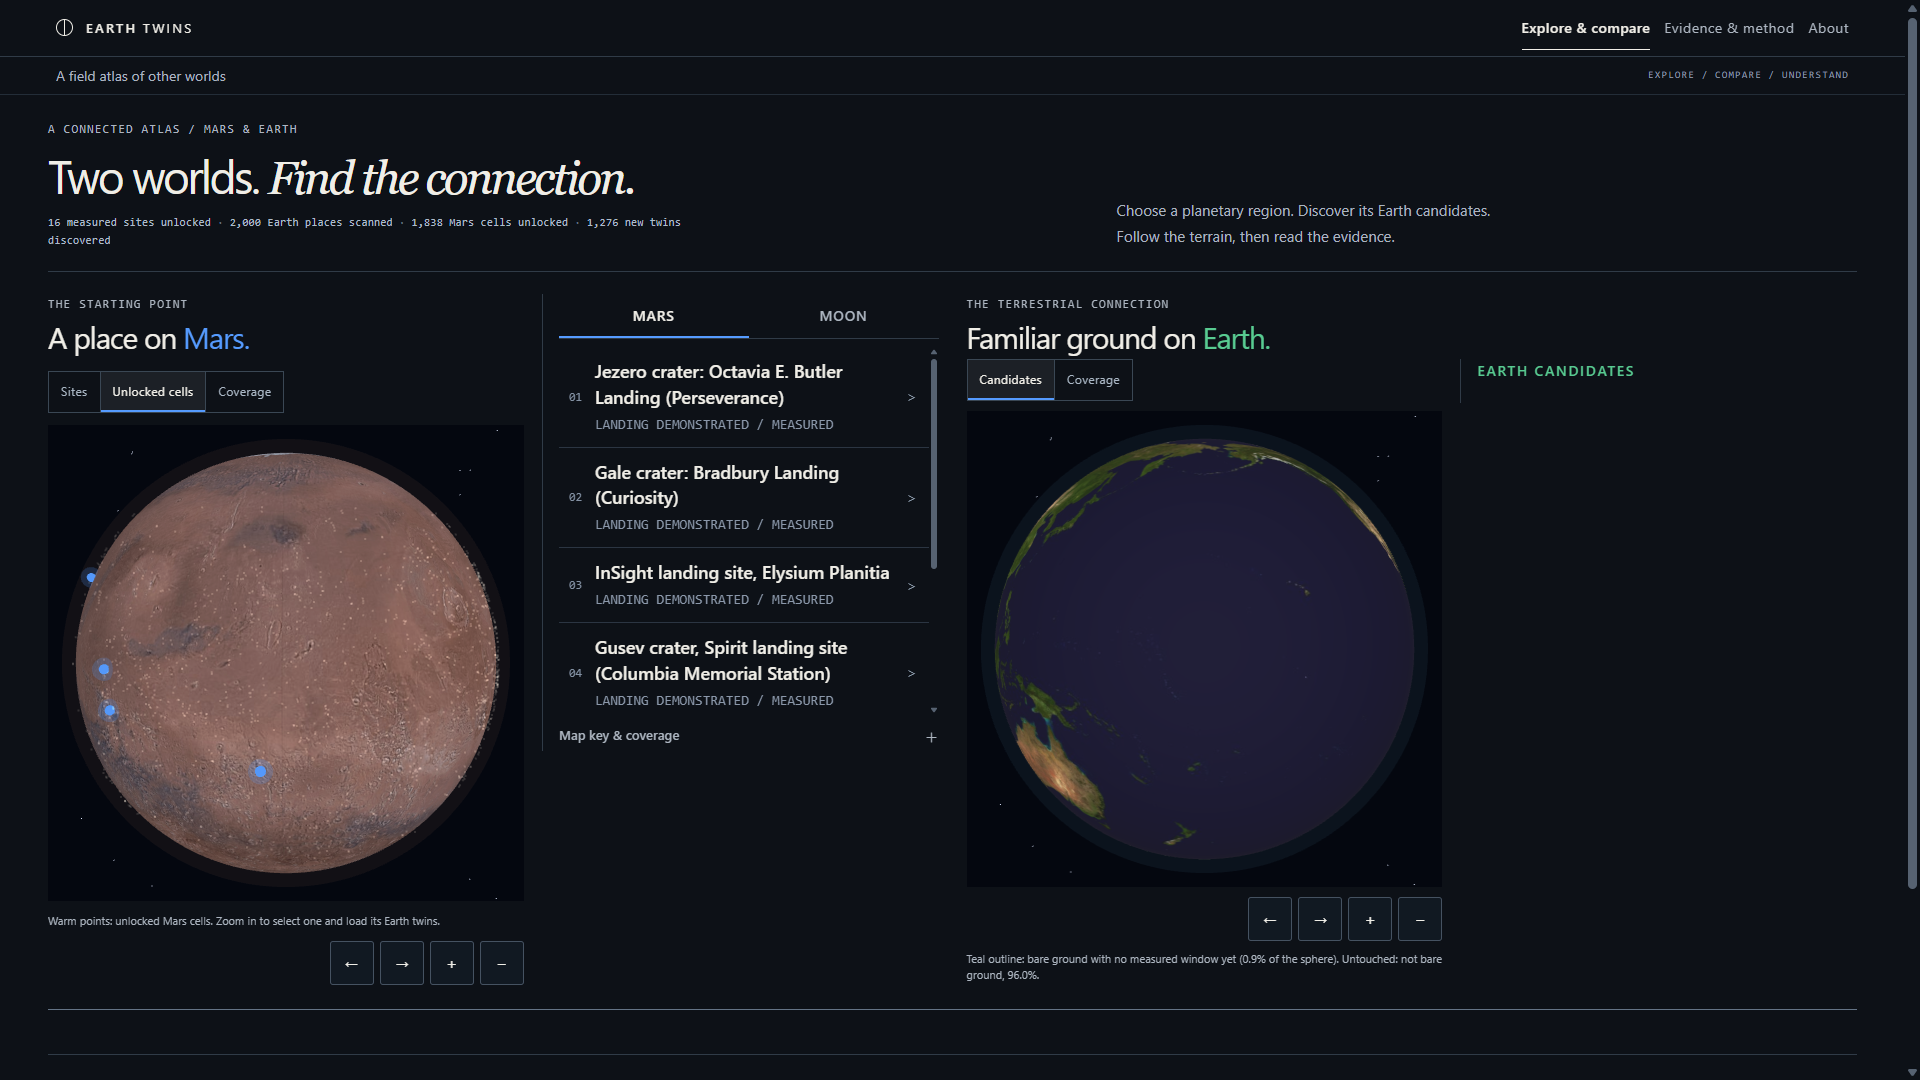 EARTH TWINS
Explore & compare
Evidence & method
About
A field atlas of other worlds
EXPLORE / COMPARE / UNDERSTAND
A CONNECTED ATLAS / MARS & EARTH
Two worlds. Find the connection.
16 measured sites unlocked · 2,000 Earth places scanned · 1,838 Mars cells unlocked · 1,276 new twins
discovered
Choose a planetary region. Discover its Earth candidates.
Follow the terrain, then read the evidence.
THE STARTING POINT
A place on Mars.
Sites
Unlocked cells
Coverage
Warm points: unlocked Mars cells. Zoom in to select one and load its Earth twins.
← → + −
MARS
MOON
01
Jezero crater: Octavia E. Butler
Landing (Perseverance)
LANDING DEMONSTRATED / MEASURED
>
02
Gale crater: Bradbury Landing
(Curiosity)
LANDING DEMONSTRATED / MEASURED
>
03
InSight landing site, Elysium Planitia
LANDING DEMONSTRATED / MEASURED
>
04
Gusev crater, Spirit landing site
(Columbia Memorial Station)
LANDING DEMONSTRATED / MEASURED
>
Map key & coverage +
THE TERRESTRIAL CONNECTION
Familiar ground on Earth.
Candidates
Coverage
← → + −
Teal outline: bare ground with no measured window yet (0.9% of the sphere). Untouched: not bare
ground, 96.0%.
EARTH CANDIDATES